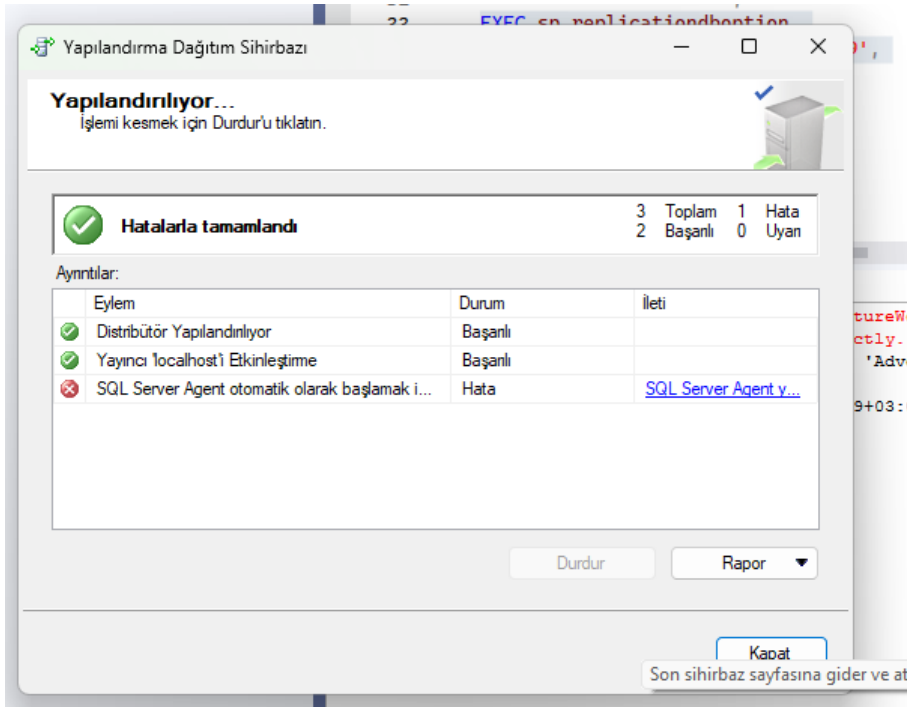 22
EXEC sp_replicationdboption
Yapılandırma Dağıtım Sihirbazı
',
Yapılandırılıyor...
İşlemi kesmek için Durdur'u tıklatın.
Hatalarla tamamlandı
3 Toplam 1 Hata
2 Başarılı 0 Uyarı
Ayrıntılar:
Eylem Durum İleti
Distribütör Yapılandırılıyor Başarılı
Yayıncı 'localhost'i Etkinleştirme Başarılı
SQL Server Agent otomatik olarak başlamak i... Hata SQL Server Agent y...
tureW
ctly.
'Adv
9+03:
Durdur Rapor
Kapat
Son sihirbaz sayfasına gider ve at